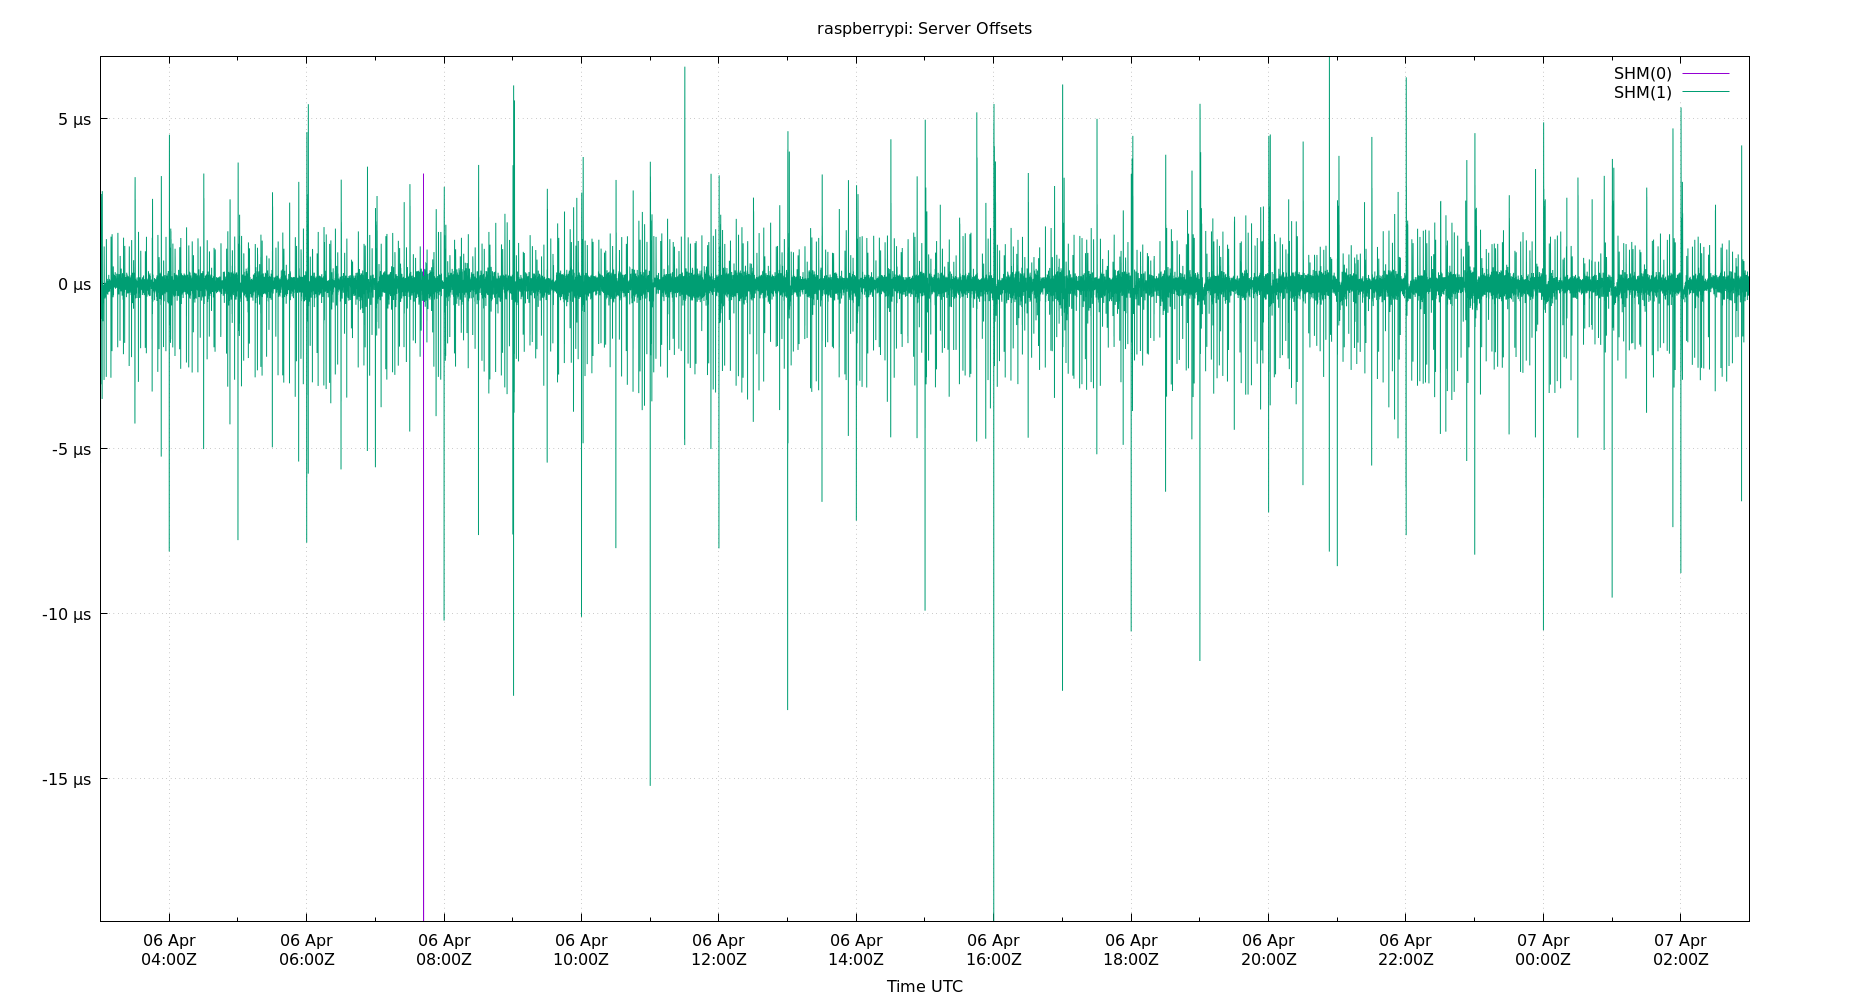 raspberrypi: Server Offsets
SHM(0)
SHM(1)
5 µs
0 µs
-5 µs
-10 µs
-15 µs
06 Apr 06 Apr 06 Apr 06 Apr 06 Apr 06 Apr 06 Apr 06 Apr 06 Apr 06 Apr 07 Apr 07 Apr
04:00Z 06:00Z 08:00Z 10:00Z 12:00Z 14:00Z 16:00Z 18:00Z 20:00Z 22:00Z 00:00Z 02:00Z
Time UTC